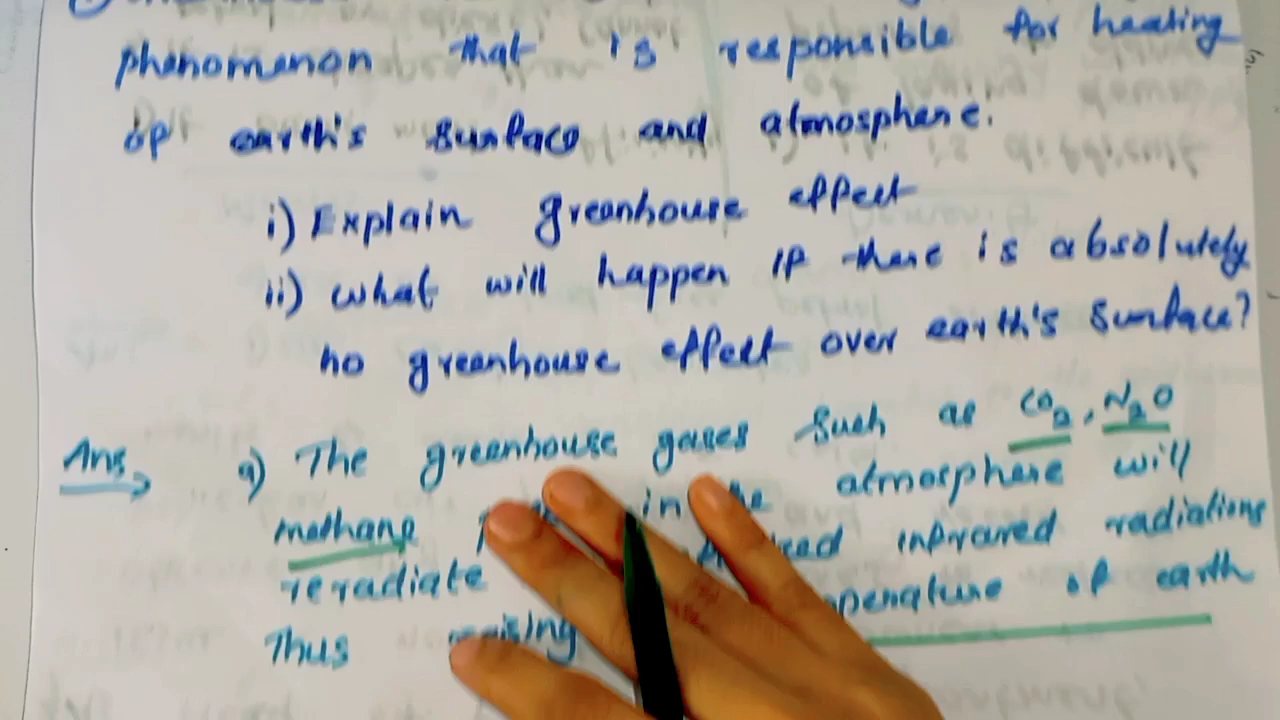 phenomenon that is responsible for heating
of earth's surface and atmosphere.
i) Explain greenhouse effect
ii) what will happen if there is absolutely
no greenhouse effect over earth's surface?
Ans a) The greenhouse gases such as CO2, N2O
methane in the atmosphere will
reradiate infrared radiations
Thus raising of earth